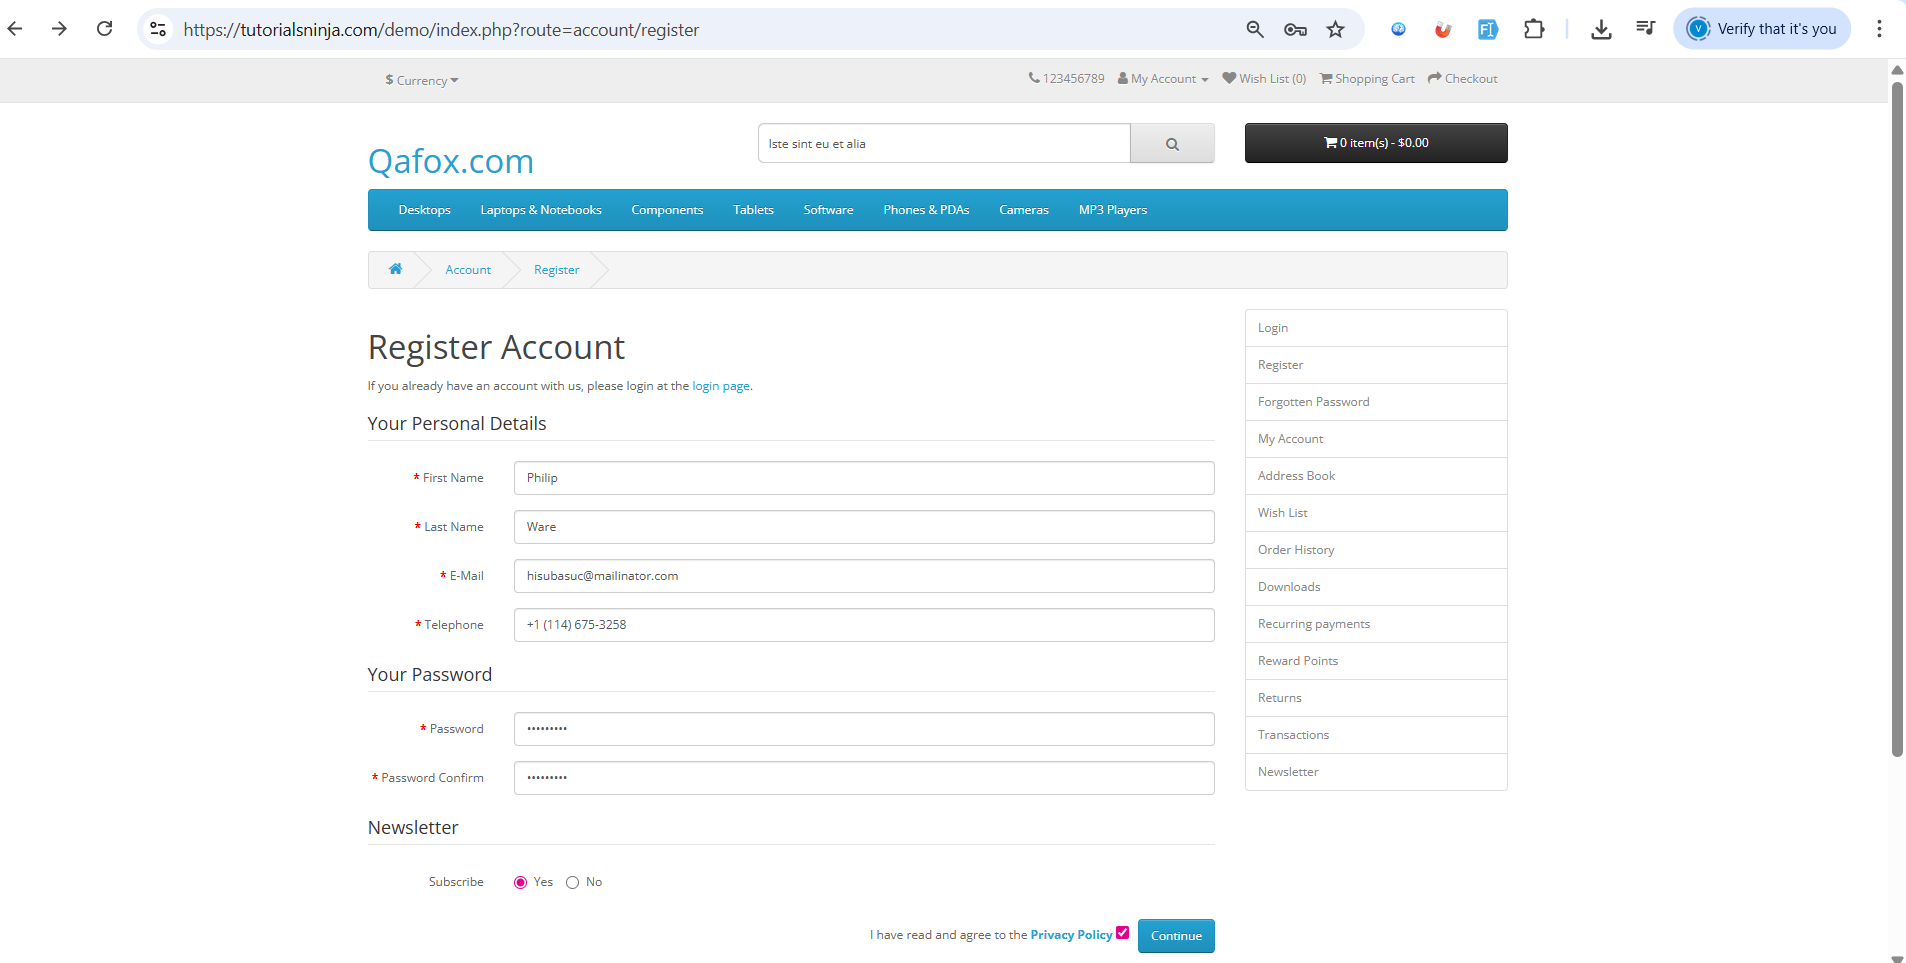 https://tutorialsninja.com/demo/index.php?route=account/register
Verify that it's you
$ Currency
123456789 My Account Wish List (0) Shopping Cart Checkout
Qafox.com
Iste sint eu et alia
0 item(s) - $0.00
Desktops Laptops & Notebooks Components Tablets Software Phones & PDAs Cameras MP3 Players
Account Register
Register Account
If you already have an account with us, please login at the login page.
Your Personal Details
* First Name Philip
* Last Name Ware
* E-Mail hisubasuc@mailinator.com
* Telephone +1 (114) 675-3258
Your Password
* Password •••••••••
* Password Confirm •••••••••
Newsletter
Subscribe Yes No
I have read and agree to the Privacy Policy Continue
Login
Register
Forgotten Password
My Account
Address Book
Wish List
Order History
Downloads
Recurring payments
Reward Points
Returns
Transactions
Newsletter